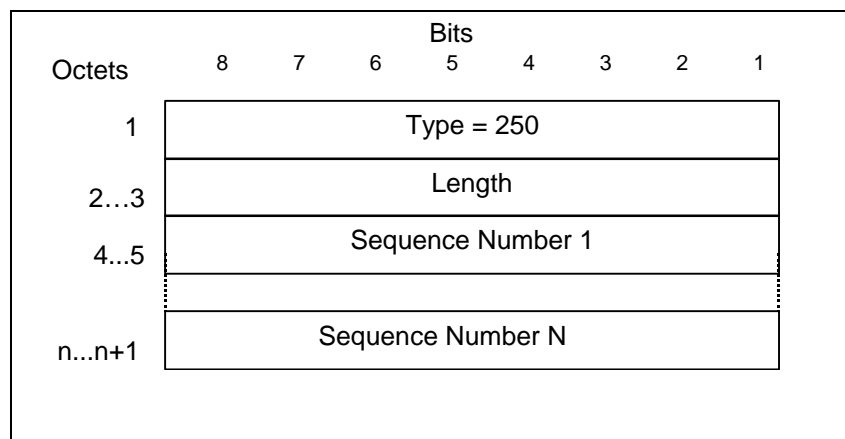 Bits
Octets 8 7 6 5 4 3 2 1
1 Type = 250
2…3 Length
4...5 Sequence Number 1
n...n+1 Sequence Number N